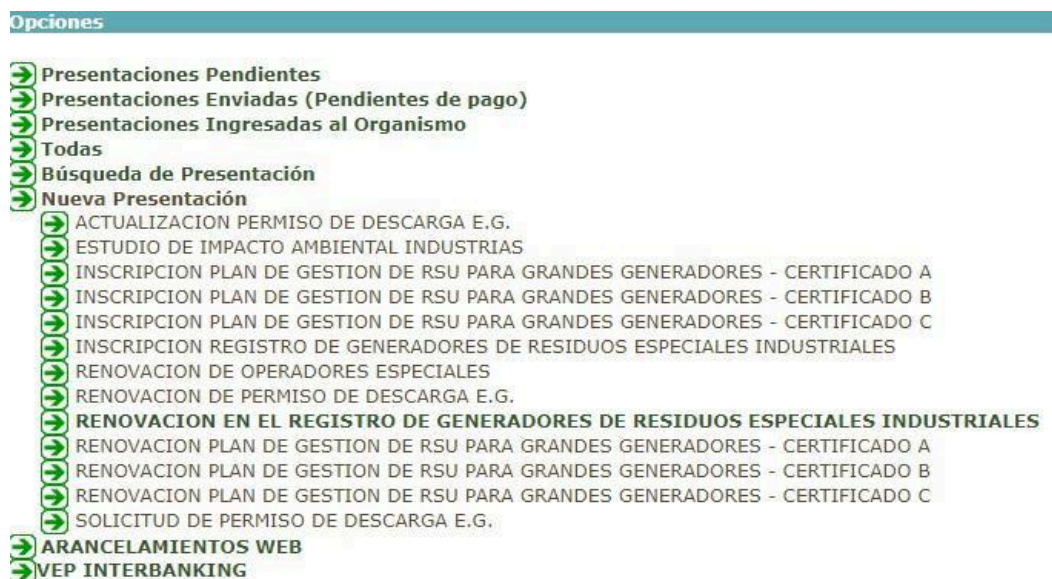 Opciones
Presentaciones Pendientes
Presentaciones Enviadas (Pendientes de pago)
Presentaciones Ingresadas al Organismo
Todas
Búsqueda de Presentación
Nueva Presentación
ACTUALIZACION PERMISO DE DESCARGA E.G.
ESTUDIO DE IMPACTO AMBIENTAL INDUSTRIAS
INSCRIPCION PLAN DE GESTION DE RSU PARA GRANDES GENERADORES - CERTIFICADO A
INSCRIPCION PLAN DE GESTION DE RSU PARA GRANDES GENERADORES - CERTIFICADO B
INSCRIPCION PLAN DE GESTION DE RSU PARA GRANDES GENERADORES - CERTIFICADO C
INSCRIPCION REGISTRO DE GENERADORES DE RESIDUOS ESPECIALES INDUSTRIALES
RENOVACION DE OPERADORES ESPECIALES
RENOVACION DE PERMISO DE DESCARGA E.G.
RENOVACION EN EL REGISTRO DE GENERADORES DE RESIDUOS ESPECIALES INDUSTRIALES
RENOVACION PLAN DE GESTION DE RSU PARA GRANDES GENERADORES - CERTIFICADO A
RENOVACION PLAN DE GESTION DE RSU PARA GRANDES GENERADORES - CERTIFICADO B
RENOVACION PLAN DE GESTION DE RSU PARA GRANDES GENERADORES - CERTIFICADO C
SOLICITUD DE PERMISO DE DESCARGA E.G.
ARANCELAMIENTOS WEB
VEP INTERBANKING